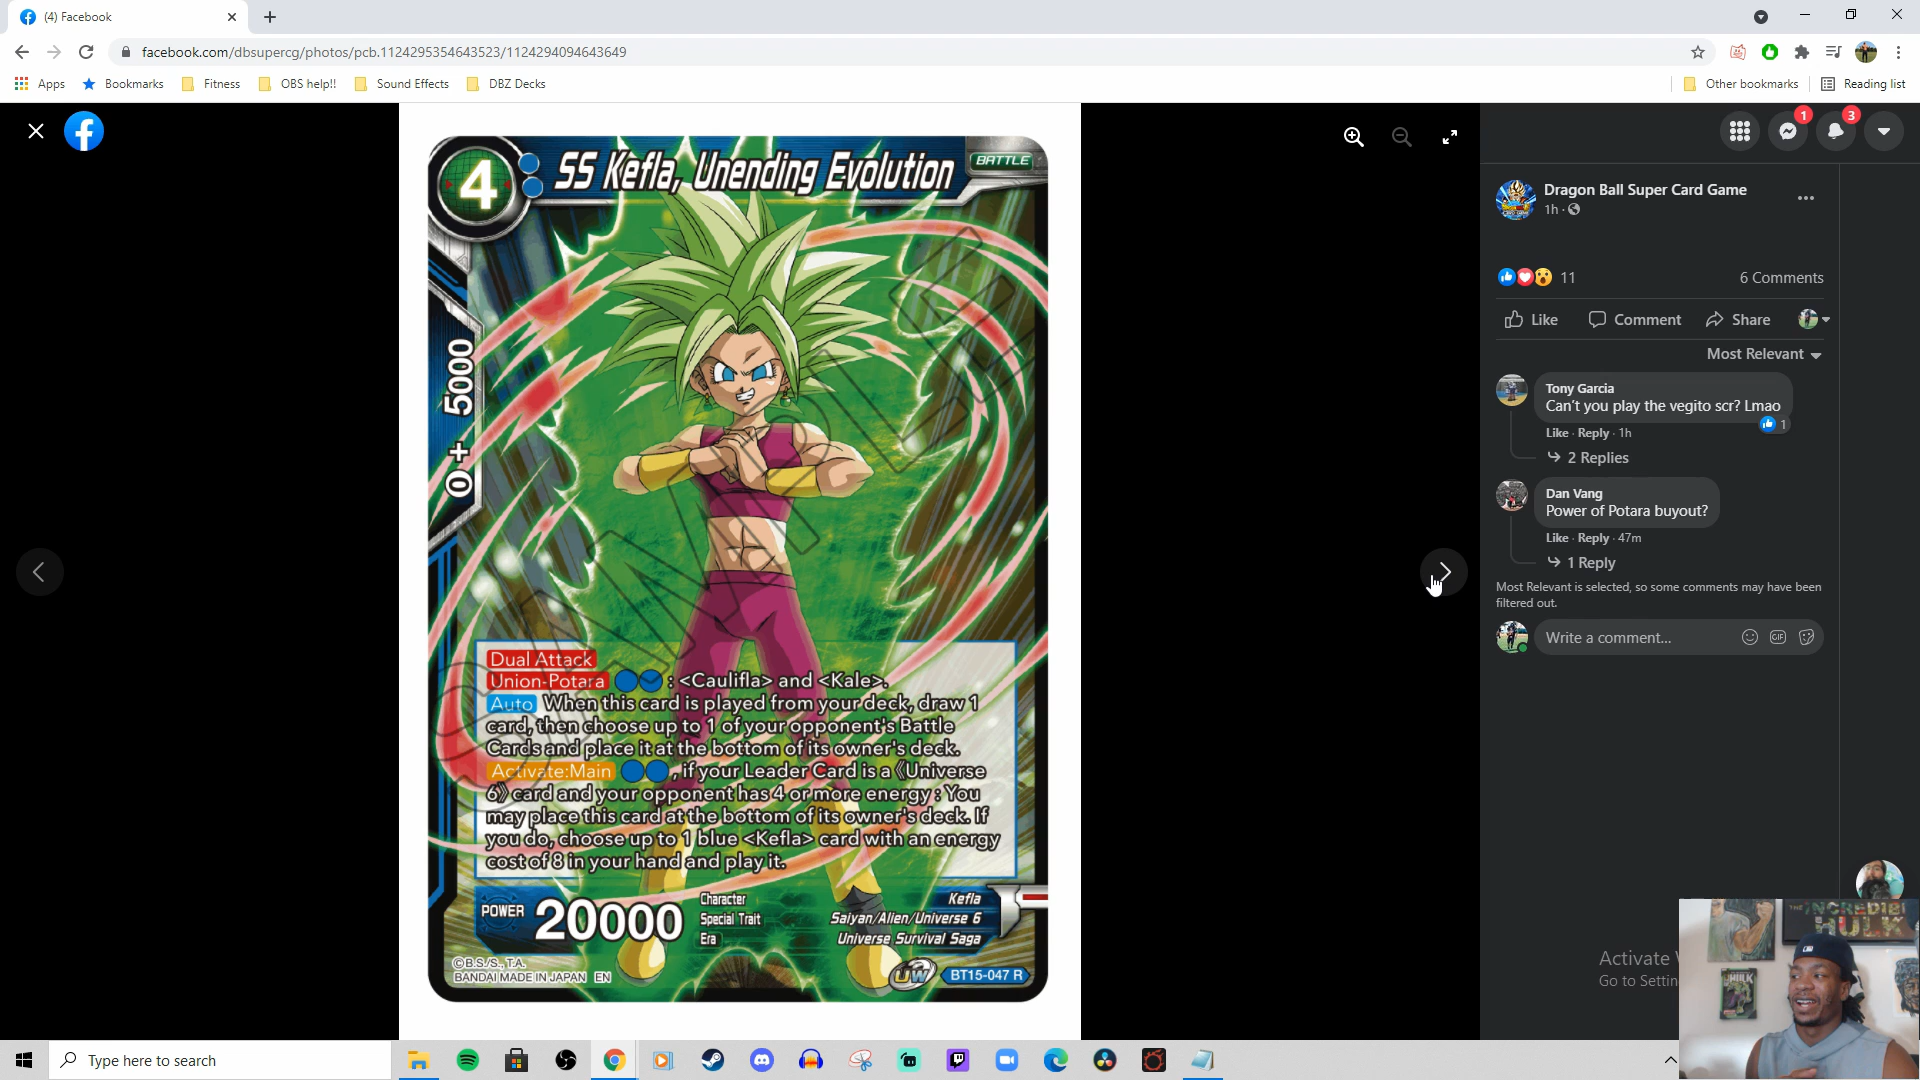 (4) Facebook
facebook.com/dbsupercg/photos/pcb.1124295354643523/1124294094643649
Apps
Bookmarks
Fitness
OBS help!!
Sound Effects
DBZ Decks
Other bookmarks
Reading list
4
SS Kefla, Unending Evolution
BATTLE
0 + 5000
SAMPLE
Dual Attack
Union-Potara : <Caulifla> and <Kale>.
Auto When this card is played from your deck, draw 1
card, then choose up to 1 of your opponent's Battle
Cards and place it at the bottom of its owner's deck.
Activate:Main , if your Leader Card is a 《Universe
6》 card and your opponent has 4 or more energy : You
may place this card at the bottom of its owner's deck. If
you do, choose up to 1 blue <Kefla> card with an energy
cost of 8 in your hand and play it.
POWER 20000
Character Kefla
Special Trait Saiyan/Alien/Universe 6
Era Universe Survival Saga
©B.S./S., T.A.
BANDAI MADE IN JAPAN EN
UW
BT15-047 R
1
3
Dragon Ball Super Card Game
1h ·
11
6 Comments
Like
Comment
Share
Most Relevant
Tony Garcia
Can't you play the vegito scr? Lmao
1
Like · Reply · 1h
2 Replies
Dan Vang
Power of Potara buyout?
Like · Reply · 47m
1 Reply
Most Relevant is selected, so some comments may have been
filtered out.
Write a comment...
GIF
Activate
Go to Settin
THE INCREDIBL
HULK
HULK
Type here to search